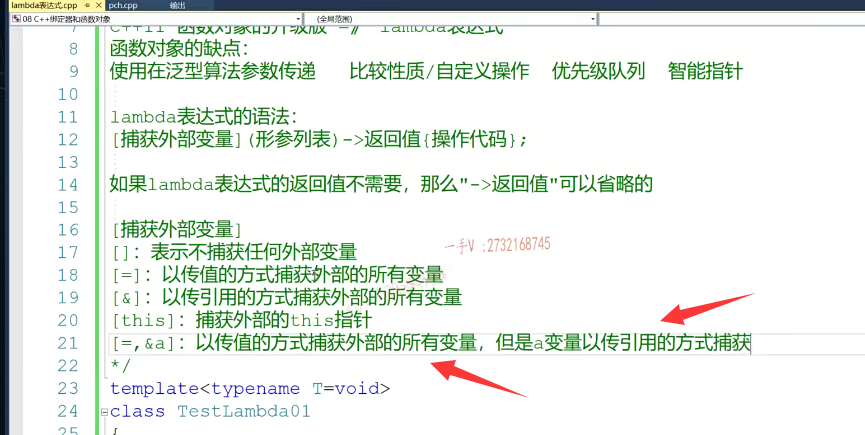 lambda表达式.cpp pch.cpp 输出
08 C++绑定器和函数对象 (全局范围)
7 C++11 函数对象的升级版 =》 lambda表达式
8 函数对象的缺点：
9 使用在泛型算法参数传递 比较性质/自定义操作 优先级队列 智能指针
10
11 lambda表达式的语法：
12 [捕获外部变量](形参列表)->返回值{操作代码};
13
14 如果lambda表达式的返回值不需要，那么"->返回值"可以省略的
15
16 [捕获外部变量]
17 []：表示不捕获任何外部变量
一手V :2732168745
18 [=]：以传值的方式捕获外部的所有变量
19 [&]：以传引用的方式捕获外部的所有变量
20 [this]：捕获外部的this指针
21 [=,&a]：以传值的方式捕获外部的所有变量，但是a变量以传引用的方式捕获
22 */
23 template<typename T=void>
24 class TestLambda01
25 {